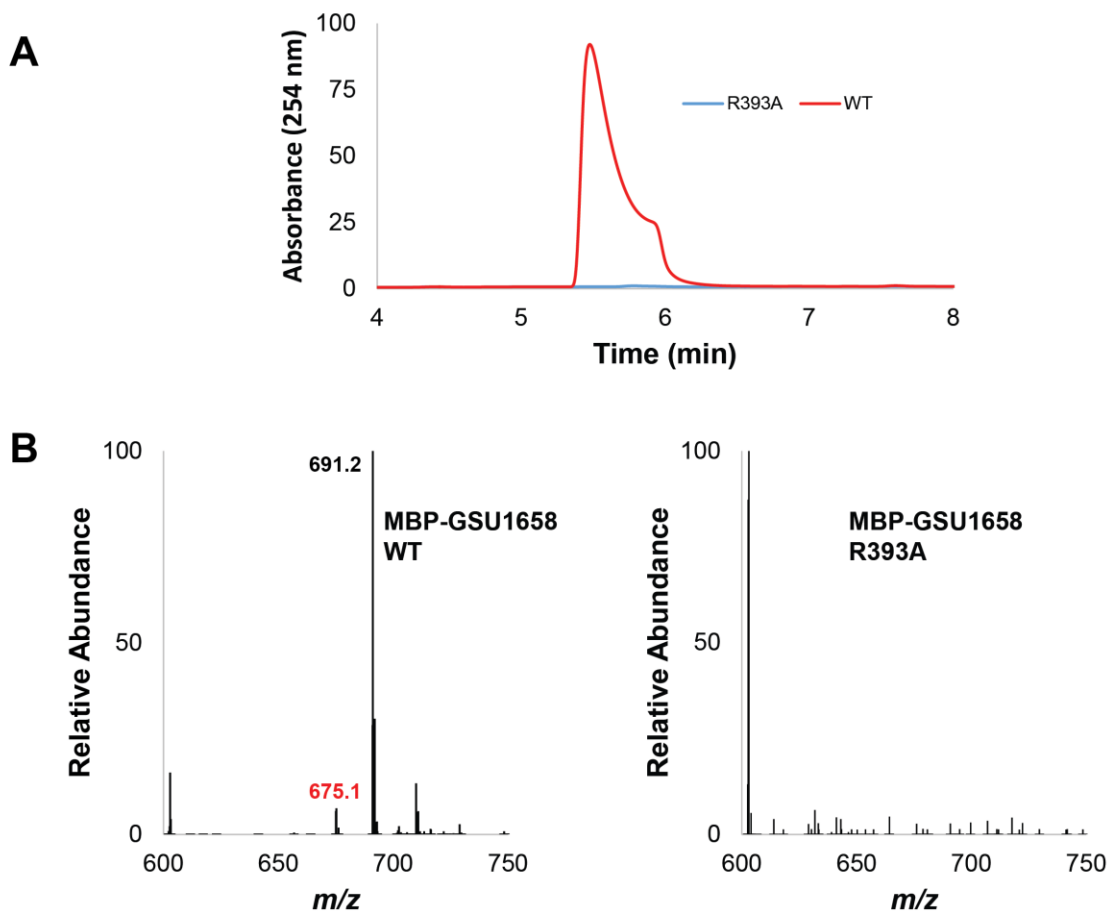 A
Absorbance (254 nm)
100
75
50
25
0
R393A
WT
4
5
6
7
8
Time (min)
B
Relative Abundance
100
50
0
691.2
MBP-GSU1658
WT
675.1
600
650
700
750
m/z
Relative Abundance
100
50
0
MBP-GSU1658
R393A
600
650
700
750
m/z